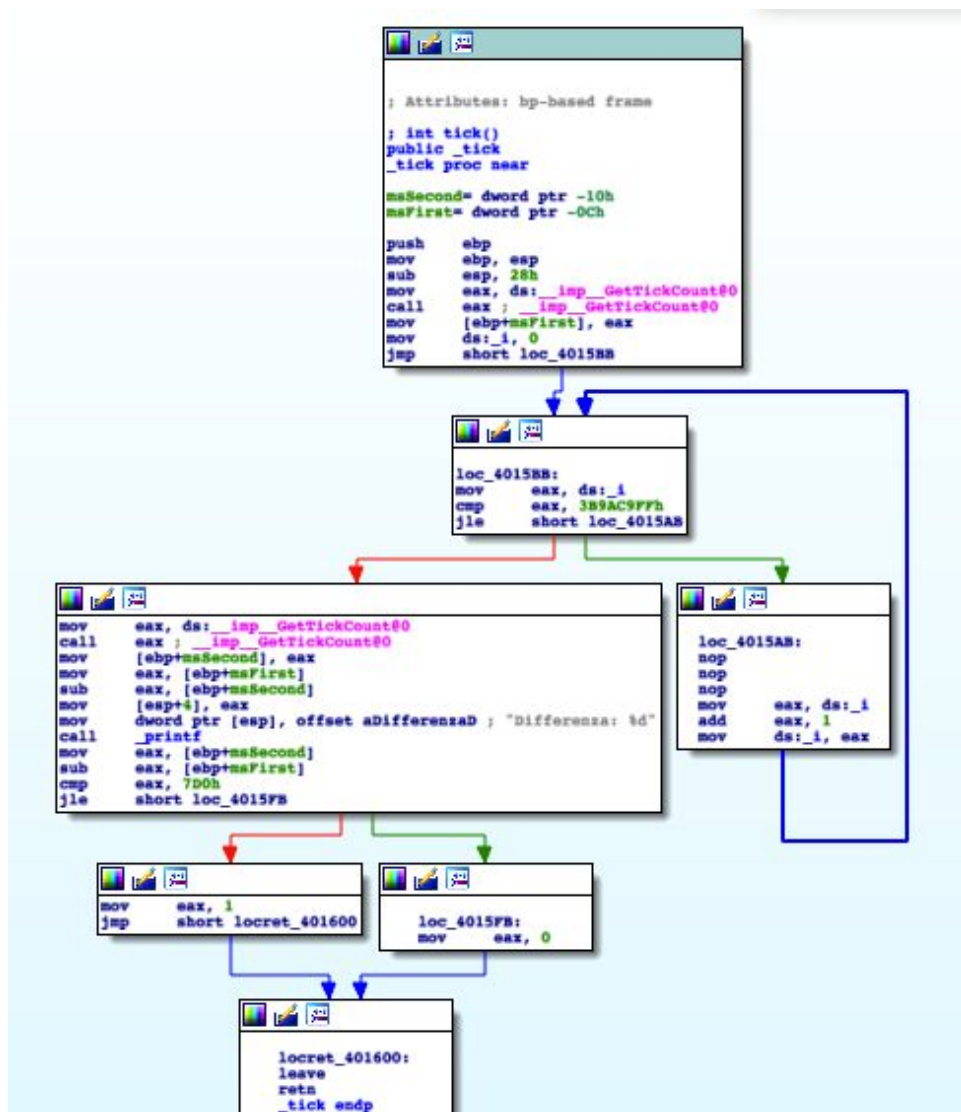 ; Attributes: bp-based frame
; int tick()
public _tick
_tick proc near
msSecond= dword ptr -10h
msFirst= dword ptr -0Ch
push ebp
mov ebp, esp
sub esp, 28h
mov eax, ds:__imp__GetTickCount@0
call eax ; __imp__GetTickCount@0
mov [ebp+msFirst], eax
mov ds:_i, 0
jmp short loc_4015BB
loc_4015BB:
mov eax, ds:_i
cmp eax, 3B9AC9FFh
jle short loc_4015AB
mov eax, ds:__imp__GetTickCount@0
call eax ; __imp__GetTickCount@0
mov [ebp+msSecond], eax
mov eax, [ebp+msFirst]
sub eax, [ebp+msSecond]
mov [esp+4], eax
mov dword ptr [esp], offset aDifferenzaD ; "Differenza: %d"
call _printf
mov eax, [ebp+msSecond]
sub eax, [ebp+msFirst]
cmp eax, 7D0h
jle short loc_4015FB
loc_4015AB:
nop
nop
nop
mov eax, ds:_i
add eax, 1
mov ds:_i, eax
mov eax, 1
jmp short locret_401600
loc_4015FB:
mov eax, 0
locret_401600:
leave
retn
_tick endp